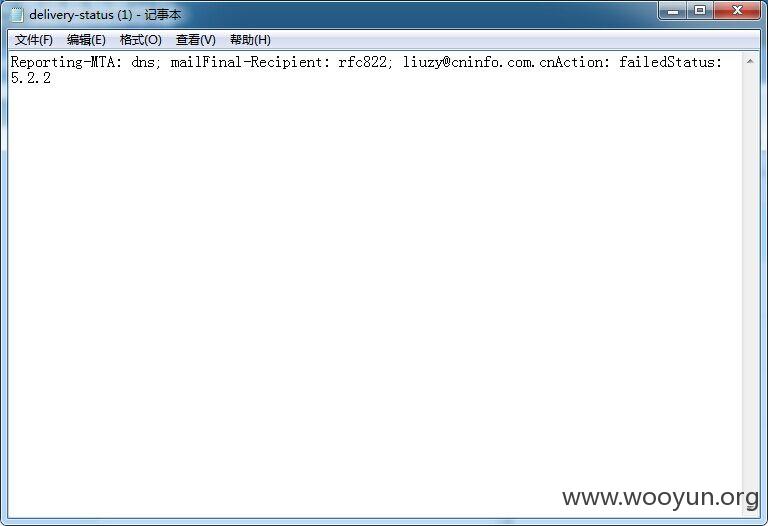 delivery-status (1) - 记事本
文件(F) 编辑(E) 格式(O) 查看(V) 帮助(H)
Reporting-MTA: dns; mailFinal-Recipient: rfc822; liuzy@cninfo.com.cnAction: failedStatus:
5.2.2
www.wooyun.org